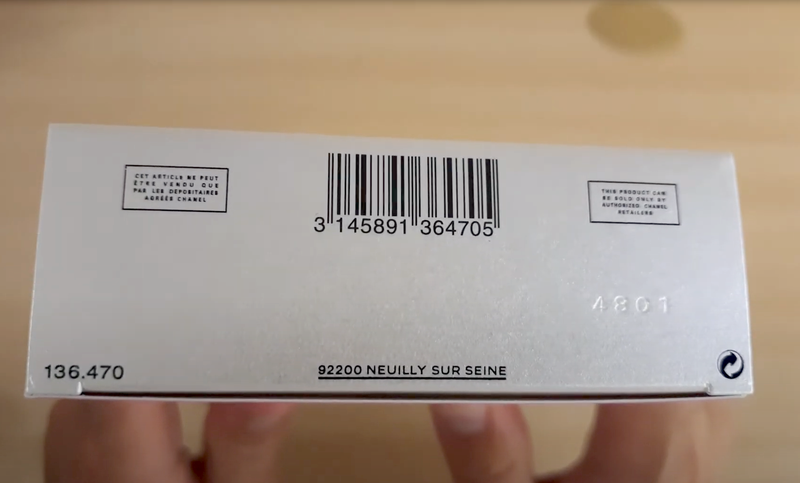 CET ARTICLE NE PEUT
ÊTRE VENDU QUE
PAR LES DEPOSITAIRES
AGRÉÉS CHANEL
3 145891 364705
THIS PRODUCT CAN
BE SOLD ONLY BY
AUTHORIZED CHANEL
RETAILERS
4801
136.470
92200 NEUILLY SUR SEINE